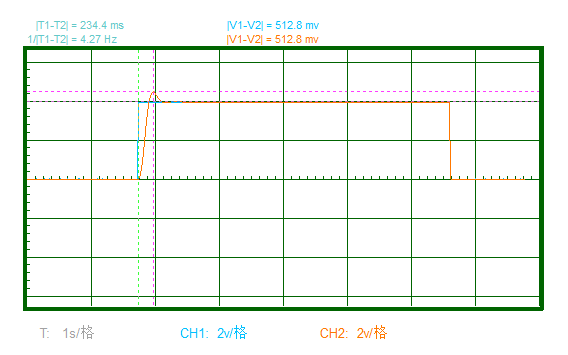 |T1-T2| = 234.4 ms |V1-V2| = 512.8 mv
1/|T1-T2| = 4.27 Hz |V1-V2| = 512.8 mv
T: 1s/格 CH1: 2v/格 CH2: 2v/格